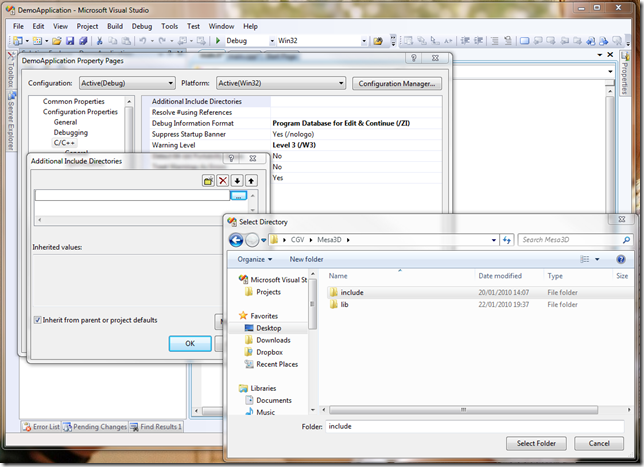 DemoApplication - Microsoft Visual Studio
File Edit View Project Build Debug Tools Test Window Help
Debug Win32
DemoApplication Property Pages
Configuration: Active(Debug) Platform: Active(Win32) Configuration Manager...
Common Properties
Configuration Properties
General
Debugging
C/C++
General
Additional Include Directories
Resolve #using References
Debug Information Format Program Database for Edit & Continue (/ZI)
Suppress Startup Banner Yes (/nologo)
Warning Level Level 3 (/W3)
No
No
Yes
Toolbox
Server Explorer
Properties
Additional Include Directories
...
Inherited values:
Inherit from parent or project defaults
OK
Select Directory
CGV Mesa3D Search Mesa3D
Organize New folder
Microsoft Visual St
Projects
Favorites
Desktop
Downloads
Dropbox
Recent Places
Libraries
Documents
Music
Name Date modified Type Size
include 20/01/2010 14:07 File folder
lib 22/01/2010 19:37 File folder
Folder: include
Select Folder Cancel
Error List Pending Changes Find Results 1